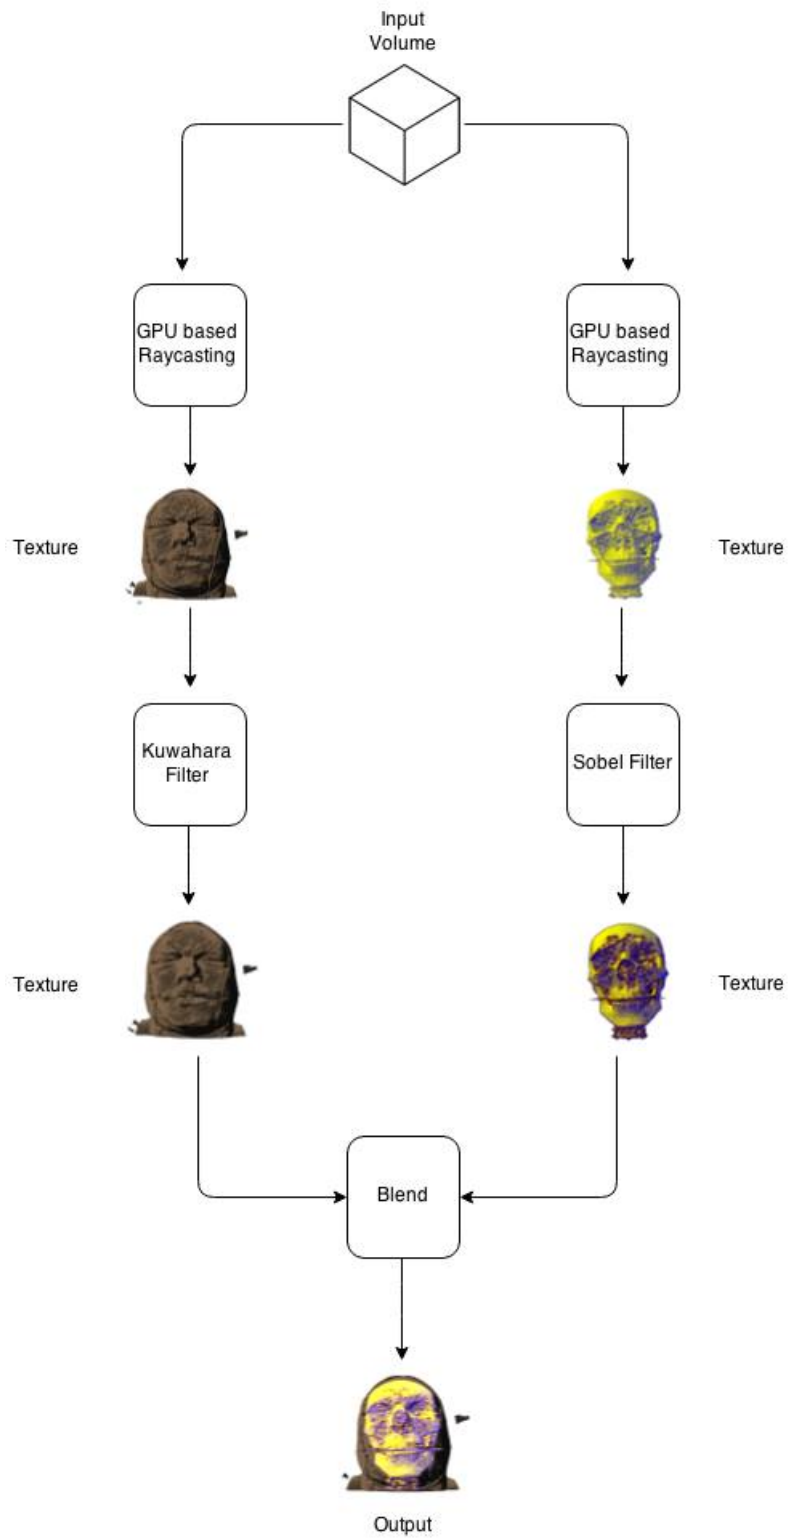 Input
Volume
GPU based
Raycasting
GPU based
Raycasting
Texture
Texture
Kuwahara
Filter
Sobel Filter
Texture
Texture
Blend
Output